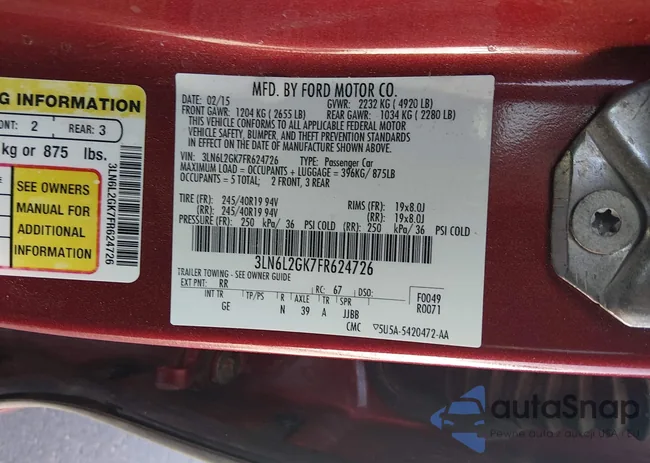 G INFORMATION
ONT: 2 REAR: 3
kg or 875 lbs.
SEE OWNERS
MANUAL FOR
ADDITIONAL
INFORMATION
3LN6L2GK7FR624726
MFD. BY FORD MOTOR CO.
DATE: 02/15 GVWR: 2232 KG ( 4920 LB)
FRONT GAWR: 1204 KG ( 2655 LB) REAR GAWR: 1034 KG ( 2280 LB)
THIS VEHICLE CONFORMS TO ALL APPLICABLE FEDERAL MOTOR
VEHICLE SAFETY, BUMPER, AND THEFT PREVENTION STANDARDS
IN EFFECT ON THE DATE OF MANUFACTURE SHOWN ABOVE.
VIN: 3LN6L2GK7FR624726 TYPE: Passenger Car
MAXIMUM LOAD = OCCUPANTS + LUGGAGE = 396KG/ 875LB
OCCUPANTS = 5 TOTAL; 2 FRONT, 3 REAR
TIRE (FR): 245/40R19 94V RIMS (FR): 19x8.0J
(RR): 245/40R19 94V (RR): 19x8.0J
PRESSURE (FR): 250 kPa/ 36 PSI COLD (RR): 250 kPa/ 36 PSI COLD
3LN6L2GK7FR624726
TRAILER TOWING - SEE OWNER GUIDE
EXT PNT: RR RC: 67 DSO: F0049
INT TR TP/PS R AXLE TR SPR R0071
GE N 39 A JJBB
CMC 5U5A-5420472-AA
autoSnap
Pewne auto z aukcji USA i EU